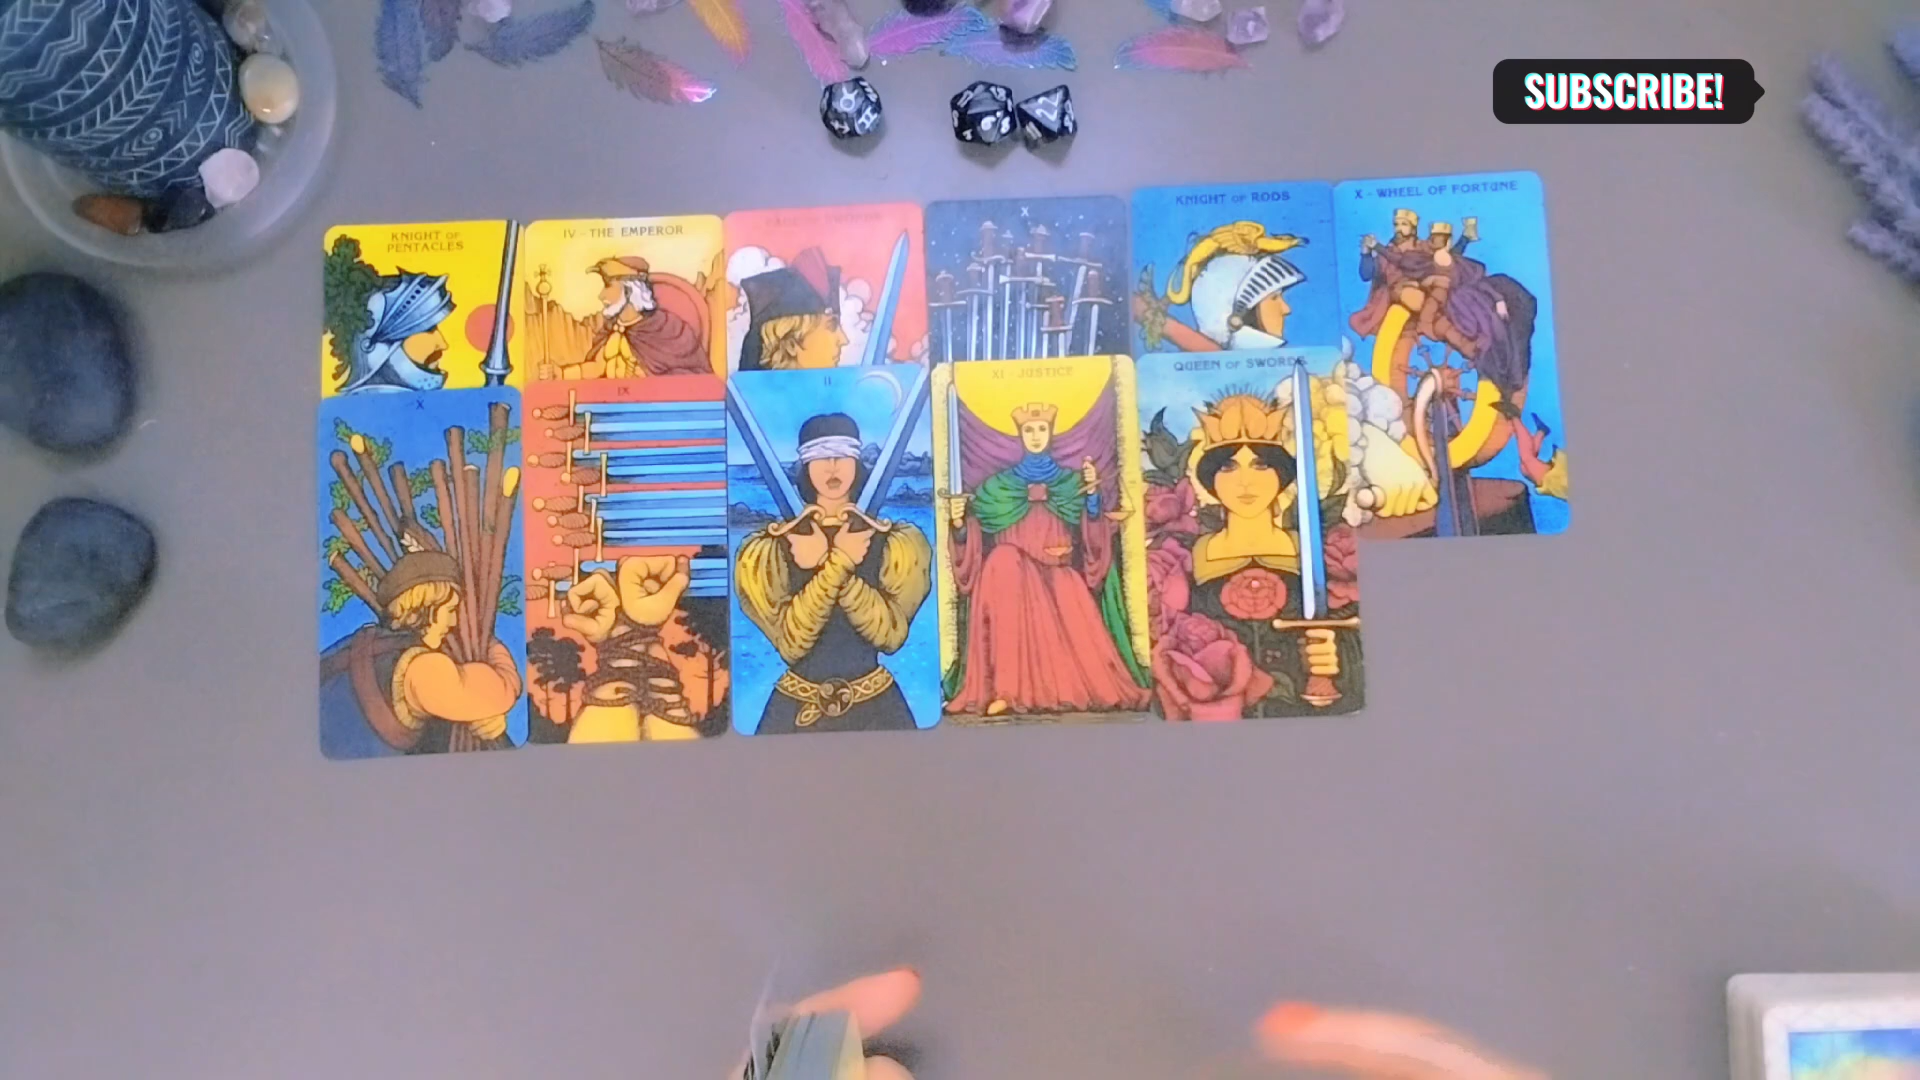 SUBSCRIBE!
KNIGHT OF
PENTACLES
IV - THE EMPEROR
X
KNIGHT OF RODS
X - WHEEL OF FORTUNE
X
IX
II
XI - JUSTICE
QUEEN OF SWORDS